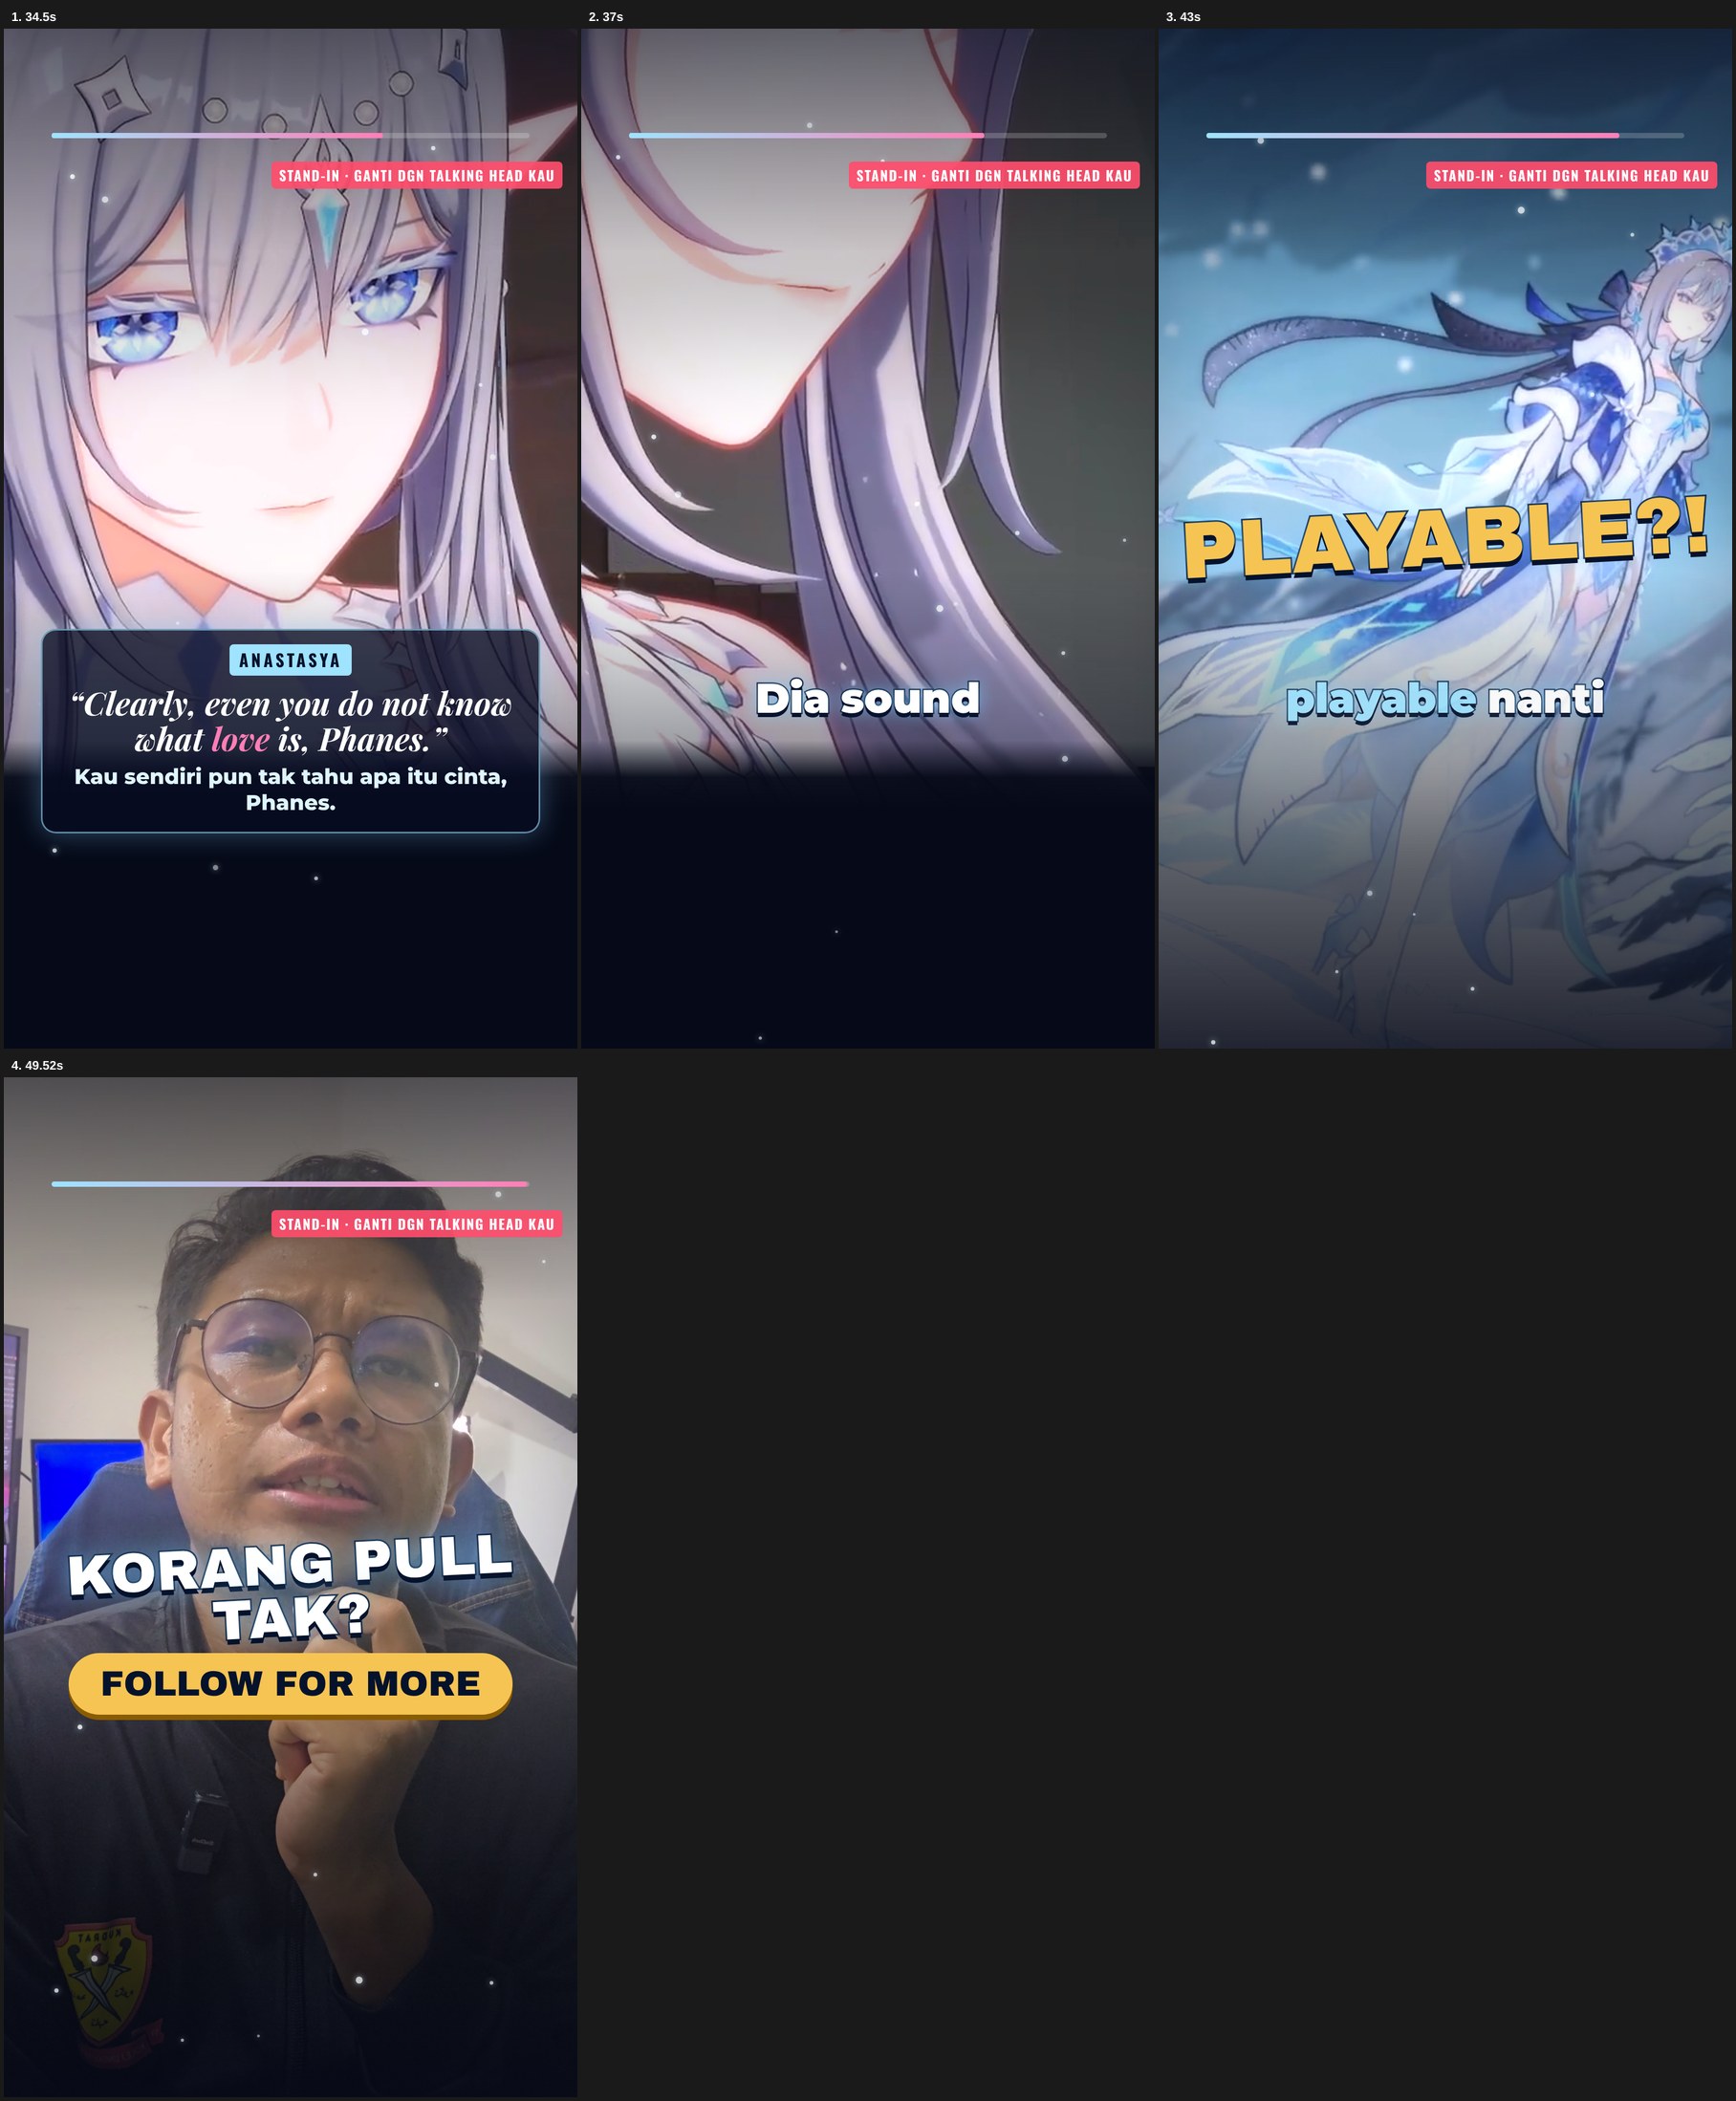 1. 34.5s
STAND-IN · GANTI DGN TALKING HEAD KAU
ANASTASYA
“Clearly, even you do not know
what love is, Phanes.”
Kau sendiri pun tak tahu apa itu cinta,
Phanes.
2. 37s
STAND-IN · GANTI DGN TALKING HEAD KAU
Dia sound
3. 43s
STAND-IN · GANTI DGN TALKING HEAD KAU
PLAYABLE?!
playable nanti
4. 49.52s
STAND-IN · GANTI DGN TALKING HEAD KAU
KORANG PULL
TAK?
FOLLOW FOR MORE